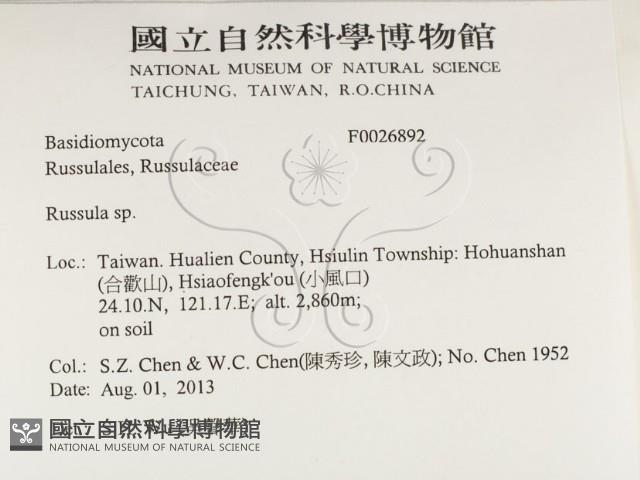 國立自然科學博物館
NATIONAL MUSEUM OF NATURAL SCIENCE
TAICHUNG, TAIWAN, R.O.CHINA
Basidiomycota F0026892
Russulales, Russulaceae
Russula sp.
Loc.: Taiwan. Hualien County, Hsiulin Township: Hohuanshan
(合歡山), Hsiaofengk'ou (小風口)
24.10.N, 121.17.E; alt. 2,860m;
on soil
Col.: S.Z. Chen & W.C. Chen(陳秀珍, 陳文政); No. Chen 1952
Date: Aug. 01, 2013
國立自然科學博物館
NATIONAL MUSEUM OF NATURAL SCIENCE